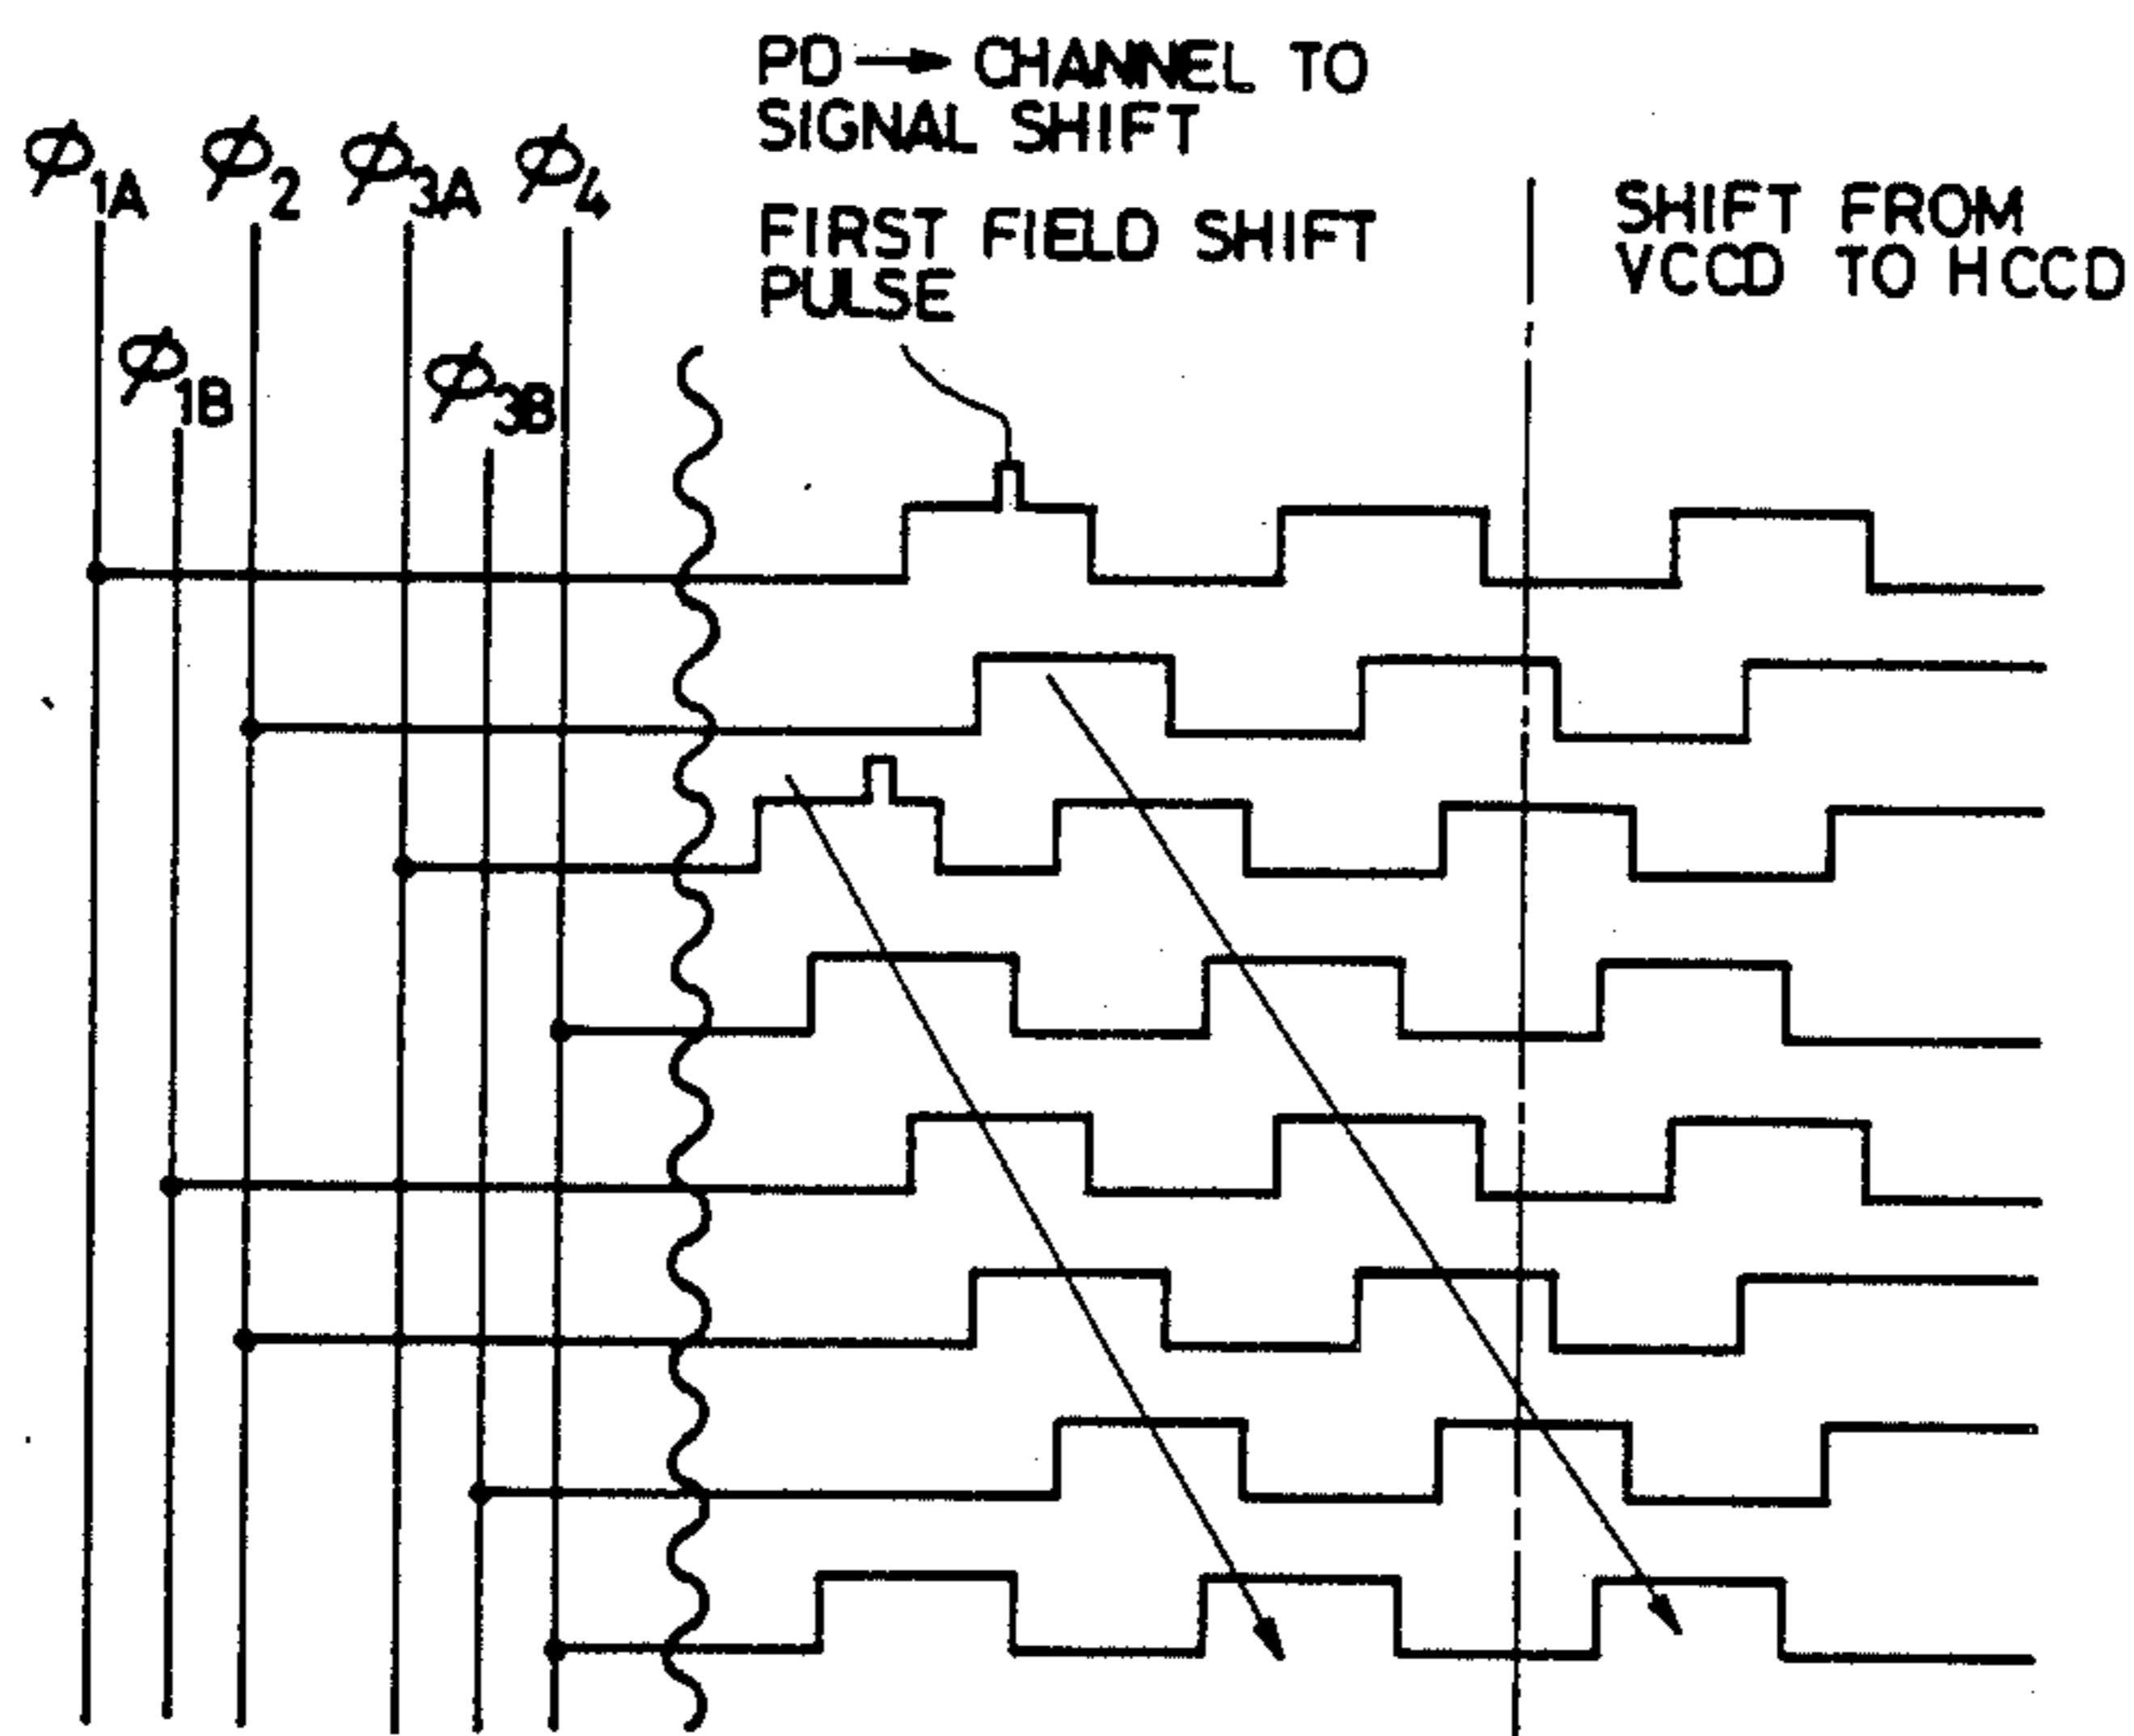 PD → CHANNEL TO
SIGNAL SHIFT
FIRST FIELD SHIFT
PULSE
SHIFT FROM
VCCD TO HCCD
ϕ1A
ϕ2
ϕ3A
ϕ4
ϕ1B
ϕ3B